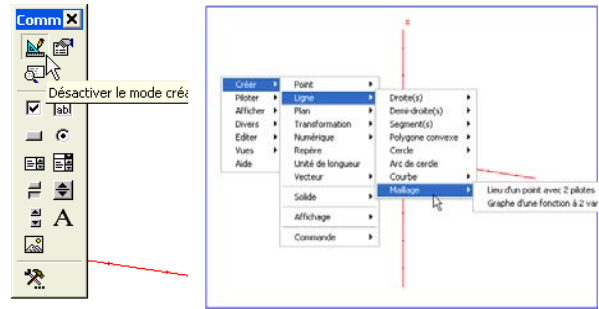 Comm
Désactiver le mode créa
abl
A
Créer
Piloter
Afficher
Divers
Editer
Vues
Aide
Point
Ligne
Plan
Transformation
Numérique
Repère
Unité de longueur
Vecteur
Solide
Affichage
Commande
Droite(s)
Demi-droite(s)
Segment(s)
Polygone convexe
Cercle
Arc de cercle
Courbe
Maillage
Lieu d'un point avec 2 pilotes
Graphe d'une fonction à 2 var